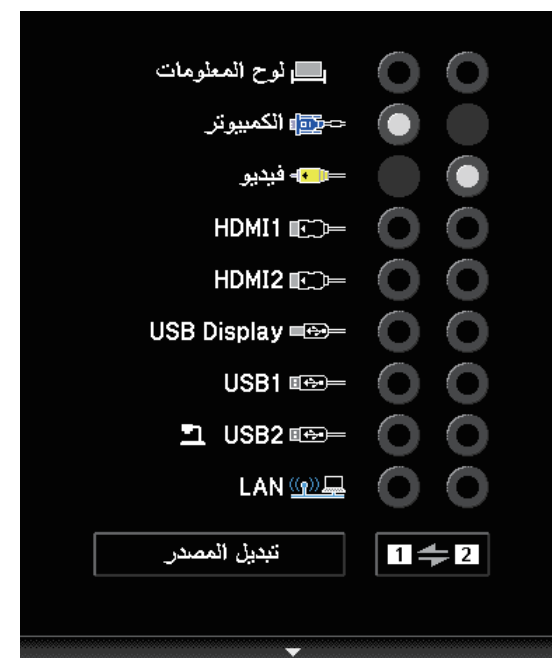 لوح المعلومات
الكمبيوتر
فيديو
HDMI1
HDMI2
USB Display
USB1
USB2
LAN
تبديل المصدر
1 2